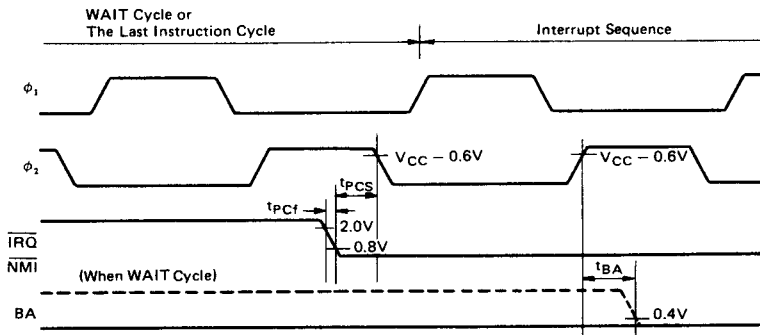 WAIT Cycle or
The Last Instruction Cycle
Interrupt Sequence
ϕ1
ϕ2
VCC – 0.6V
VCC – 0.6V
tPCS
tPCf
2.0V
0.8V
IRQ
NMI
(When WAIT Cycle)
tBA
BA
0.4V